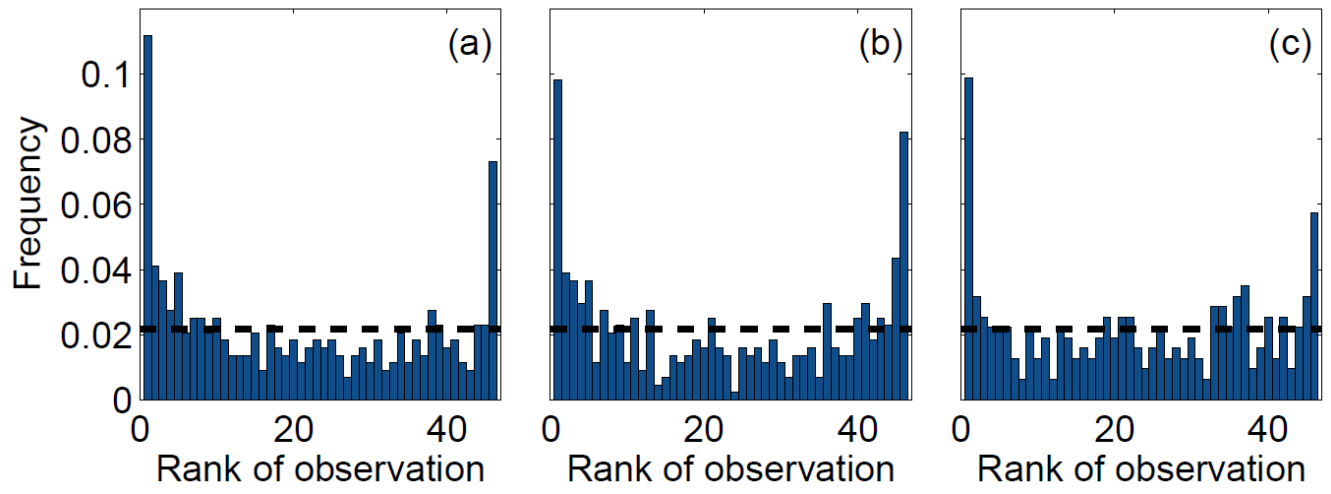 (a)
(b)
(c)
Frequency
0.1
0.08
0.06
0.04
0.02
0
0 20 40
0 20 40
0 20 40
Rank of observation
Rank of observation
Rank of observation